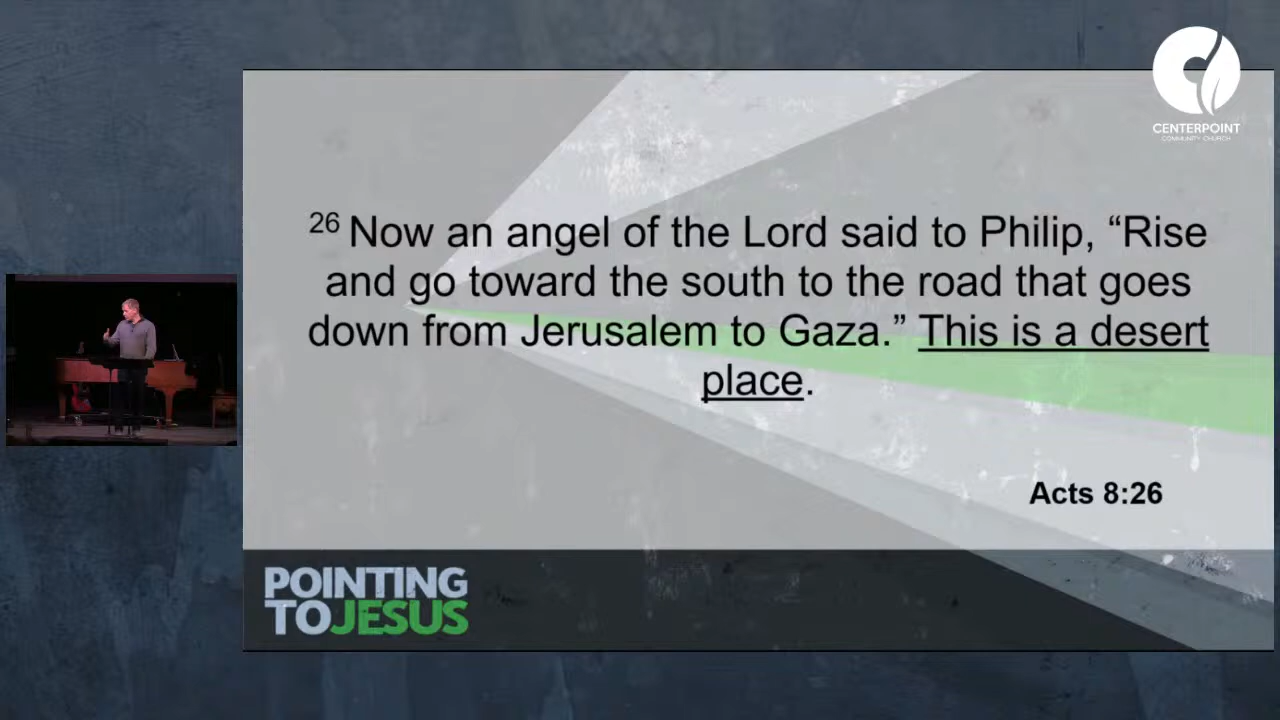 CENTERPOINT
COMMUNITY CHURCH
26 Now an angel of the Lord said to Philip, “Rise
and go toward the south to the road that goes
down from Jerusalem to Gaza.” This is a desert
place.
Acts 8:26
POINTING
TO JESUS